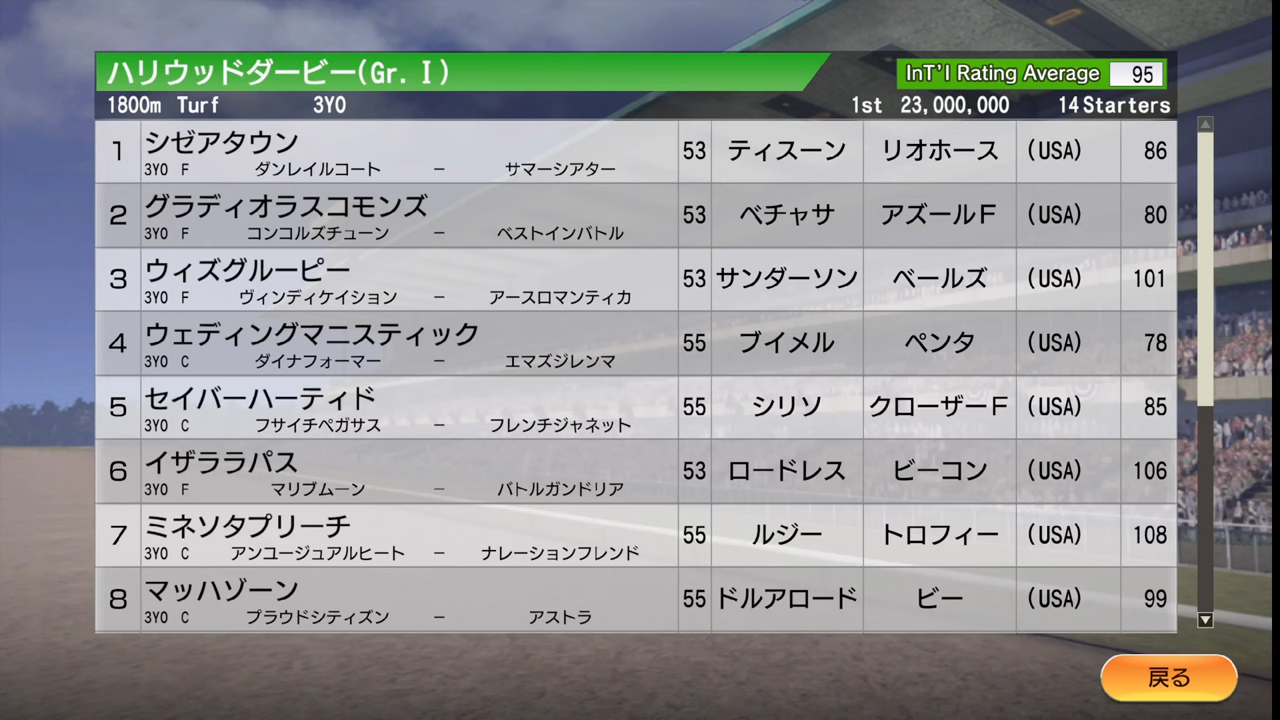 ハリウッドダービー(Gr.Ⅰ) InT'l Rating Average 95
1800m Turf 3YO 1st 23,000,000 14Starters
1 シゼアタウン 53 ティスーン リオホース (USA) 86
3YO F ダンレイルコート － サマーシアター
2 グラディオラスコモンズ 53 ベチャサ アズールF (USA) 80
3YO F コンコルズチューン － ベストインバトル
3 ウィズグルーピー 53 サンダーソン ベールズ (USA) 101
3YO F ヴィンディケイション － アースロマンティカ
4 ウェディングマニスティック 55 ブイメル ペンタ (USA) 78
3YO C ダイナフォーマー － エマズジレンマ
5 セイバーハーティド 55 シリソ クローザーF (USA) 85
3YO C フサイチペガサス － フレンチジャネット
6 イザララパス 53 ロードレス ビーコン (USA) 106
3YO F マリブムーン － バトルガンドリア
7 ミネソタプリーチ 55 ルジー トロフィー (USA) 108
3YO C アンユージュアルヒート － ナレーションフレンド
8 マッハゾーン 55 ドルアロード ビー (USA) 99
3YO C プラウドシティズン － アストラ
戻る